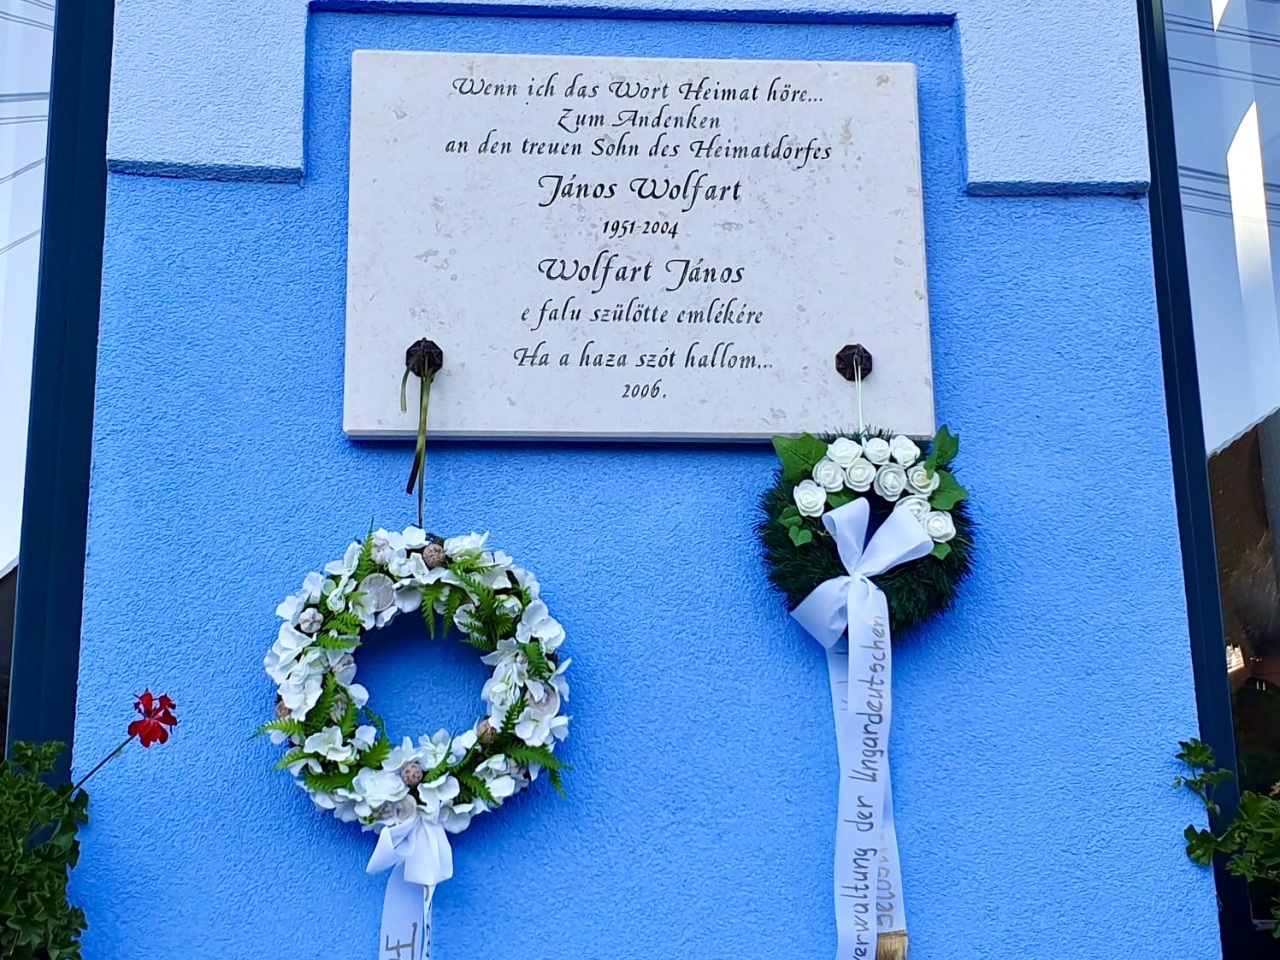 Wenn ich das Wort Heimat höre...
Zum Andenken
an den treuen Sohn des Heimatdorfes
János Wolfart
1951-2004
Wolfart János
e falu szülötte emlékére
Ha a haza szót hallom...
2006.
verwaltung der Ungardeutschen